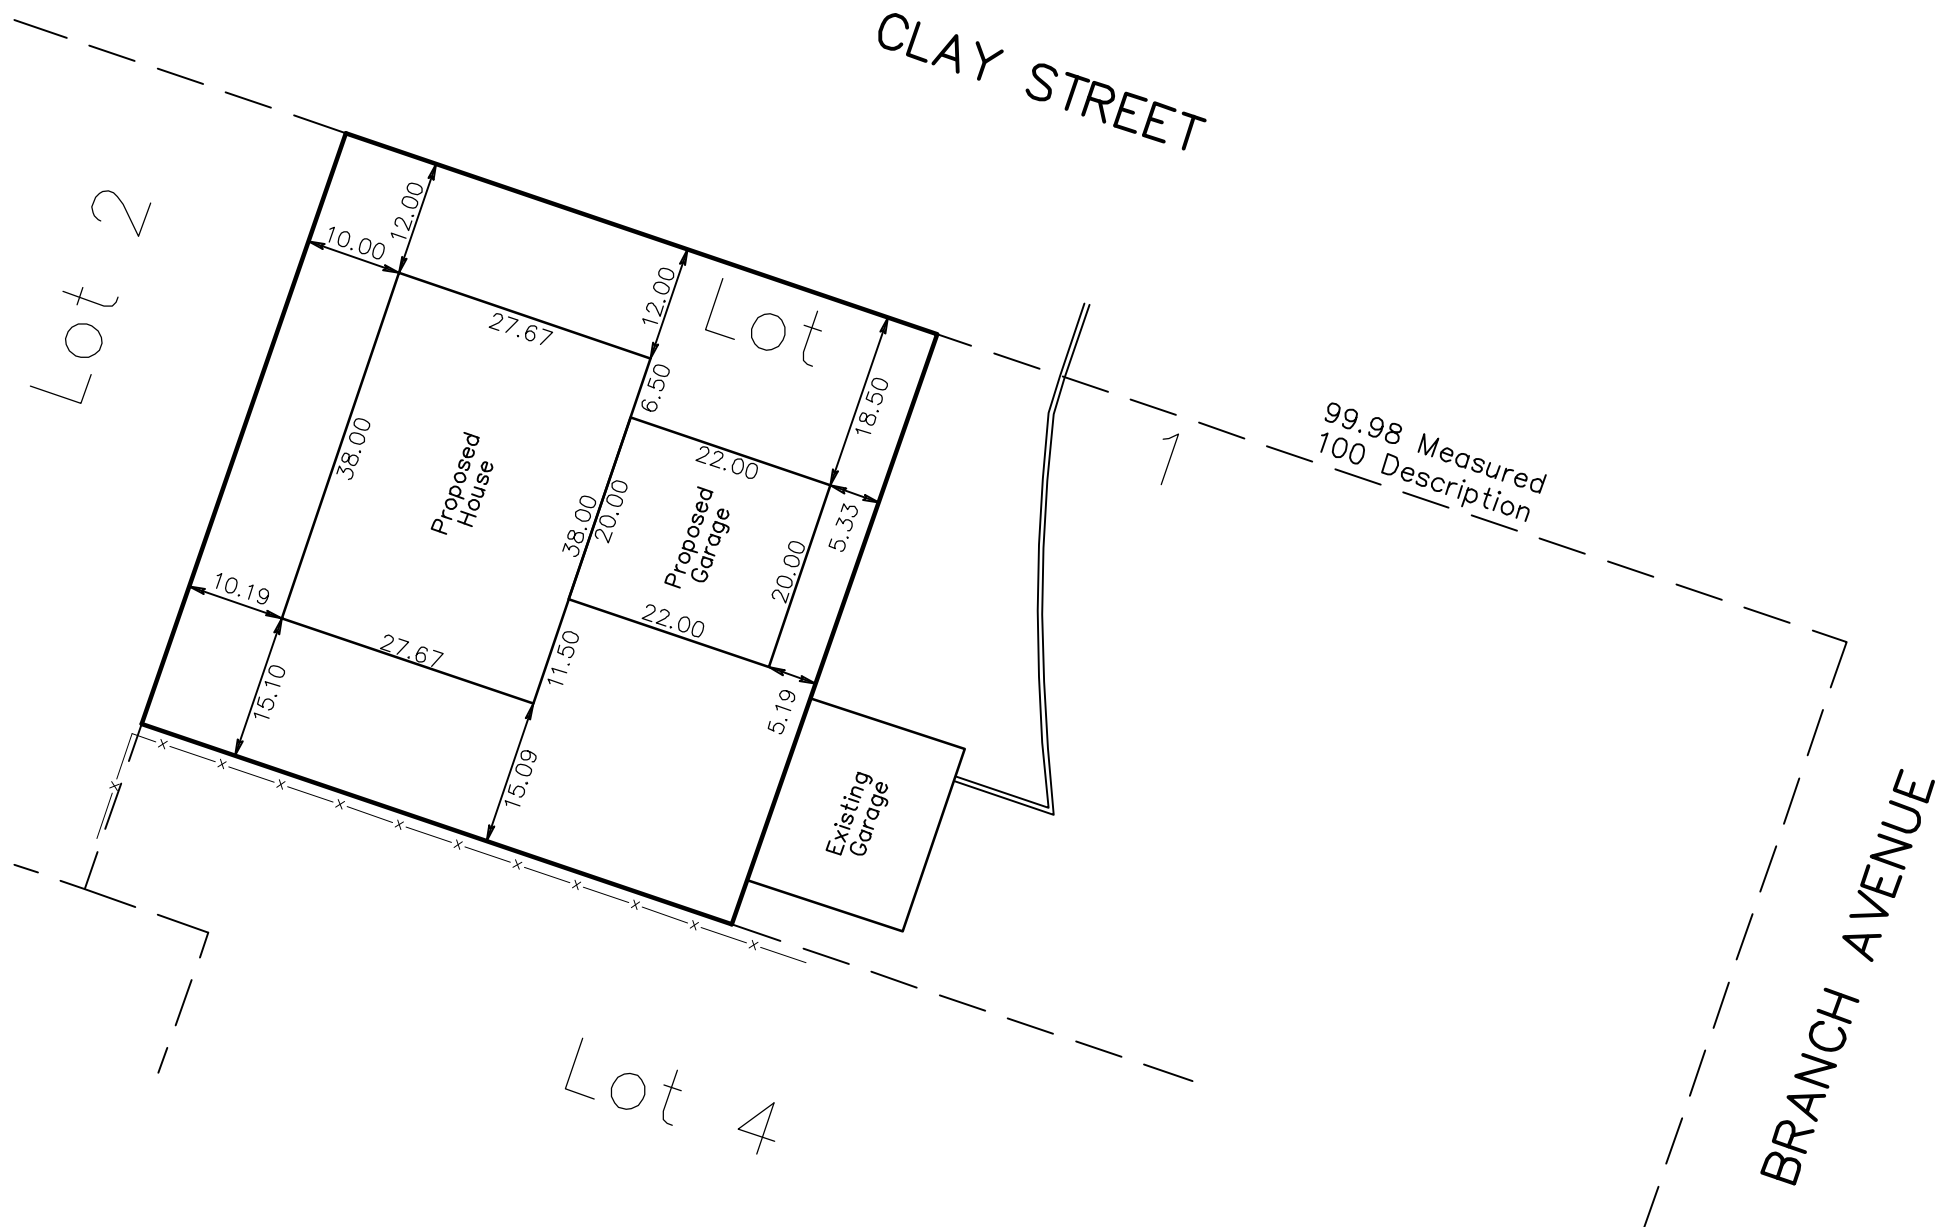 CLAY STREET
Lot 2
12.00
10.00
12.00
27.67
Lot 1
6.50
18.50
38.00
Proposed
House
22.00
99.98 Measured
100 Description
38.00
20.00
Proposed
Garage
5.33
20.00
10.19
22.00
27.67
11.50
15.10
5.19
15.09
Existing
Garage
BRANCH AVENUE
Lot 4